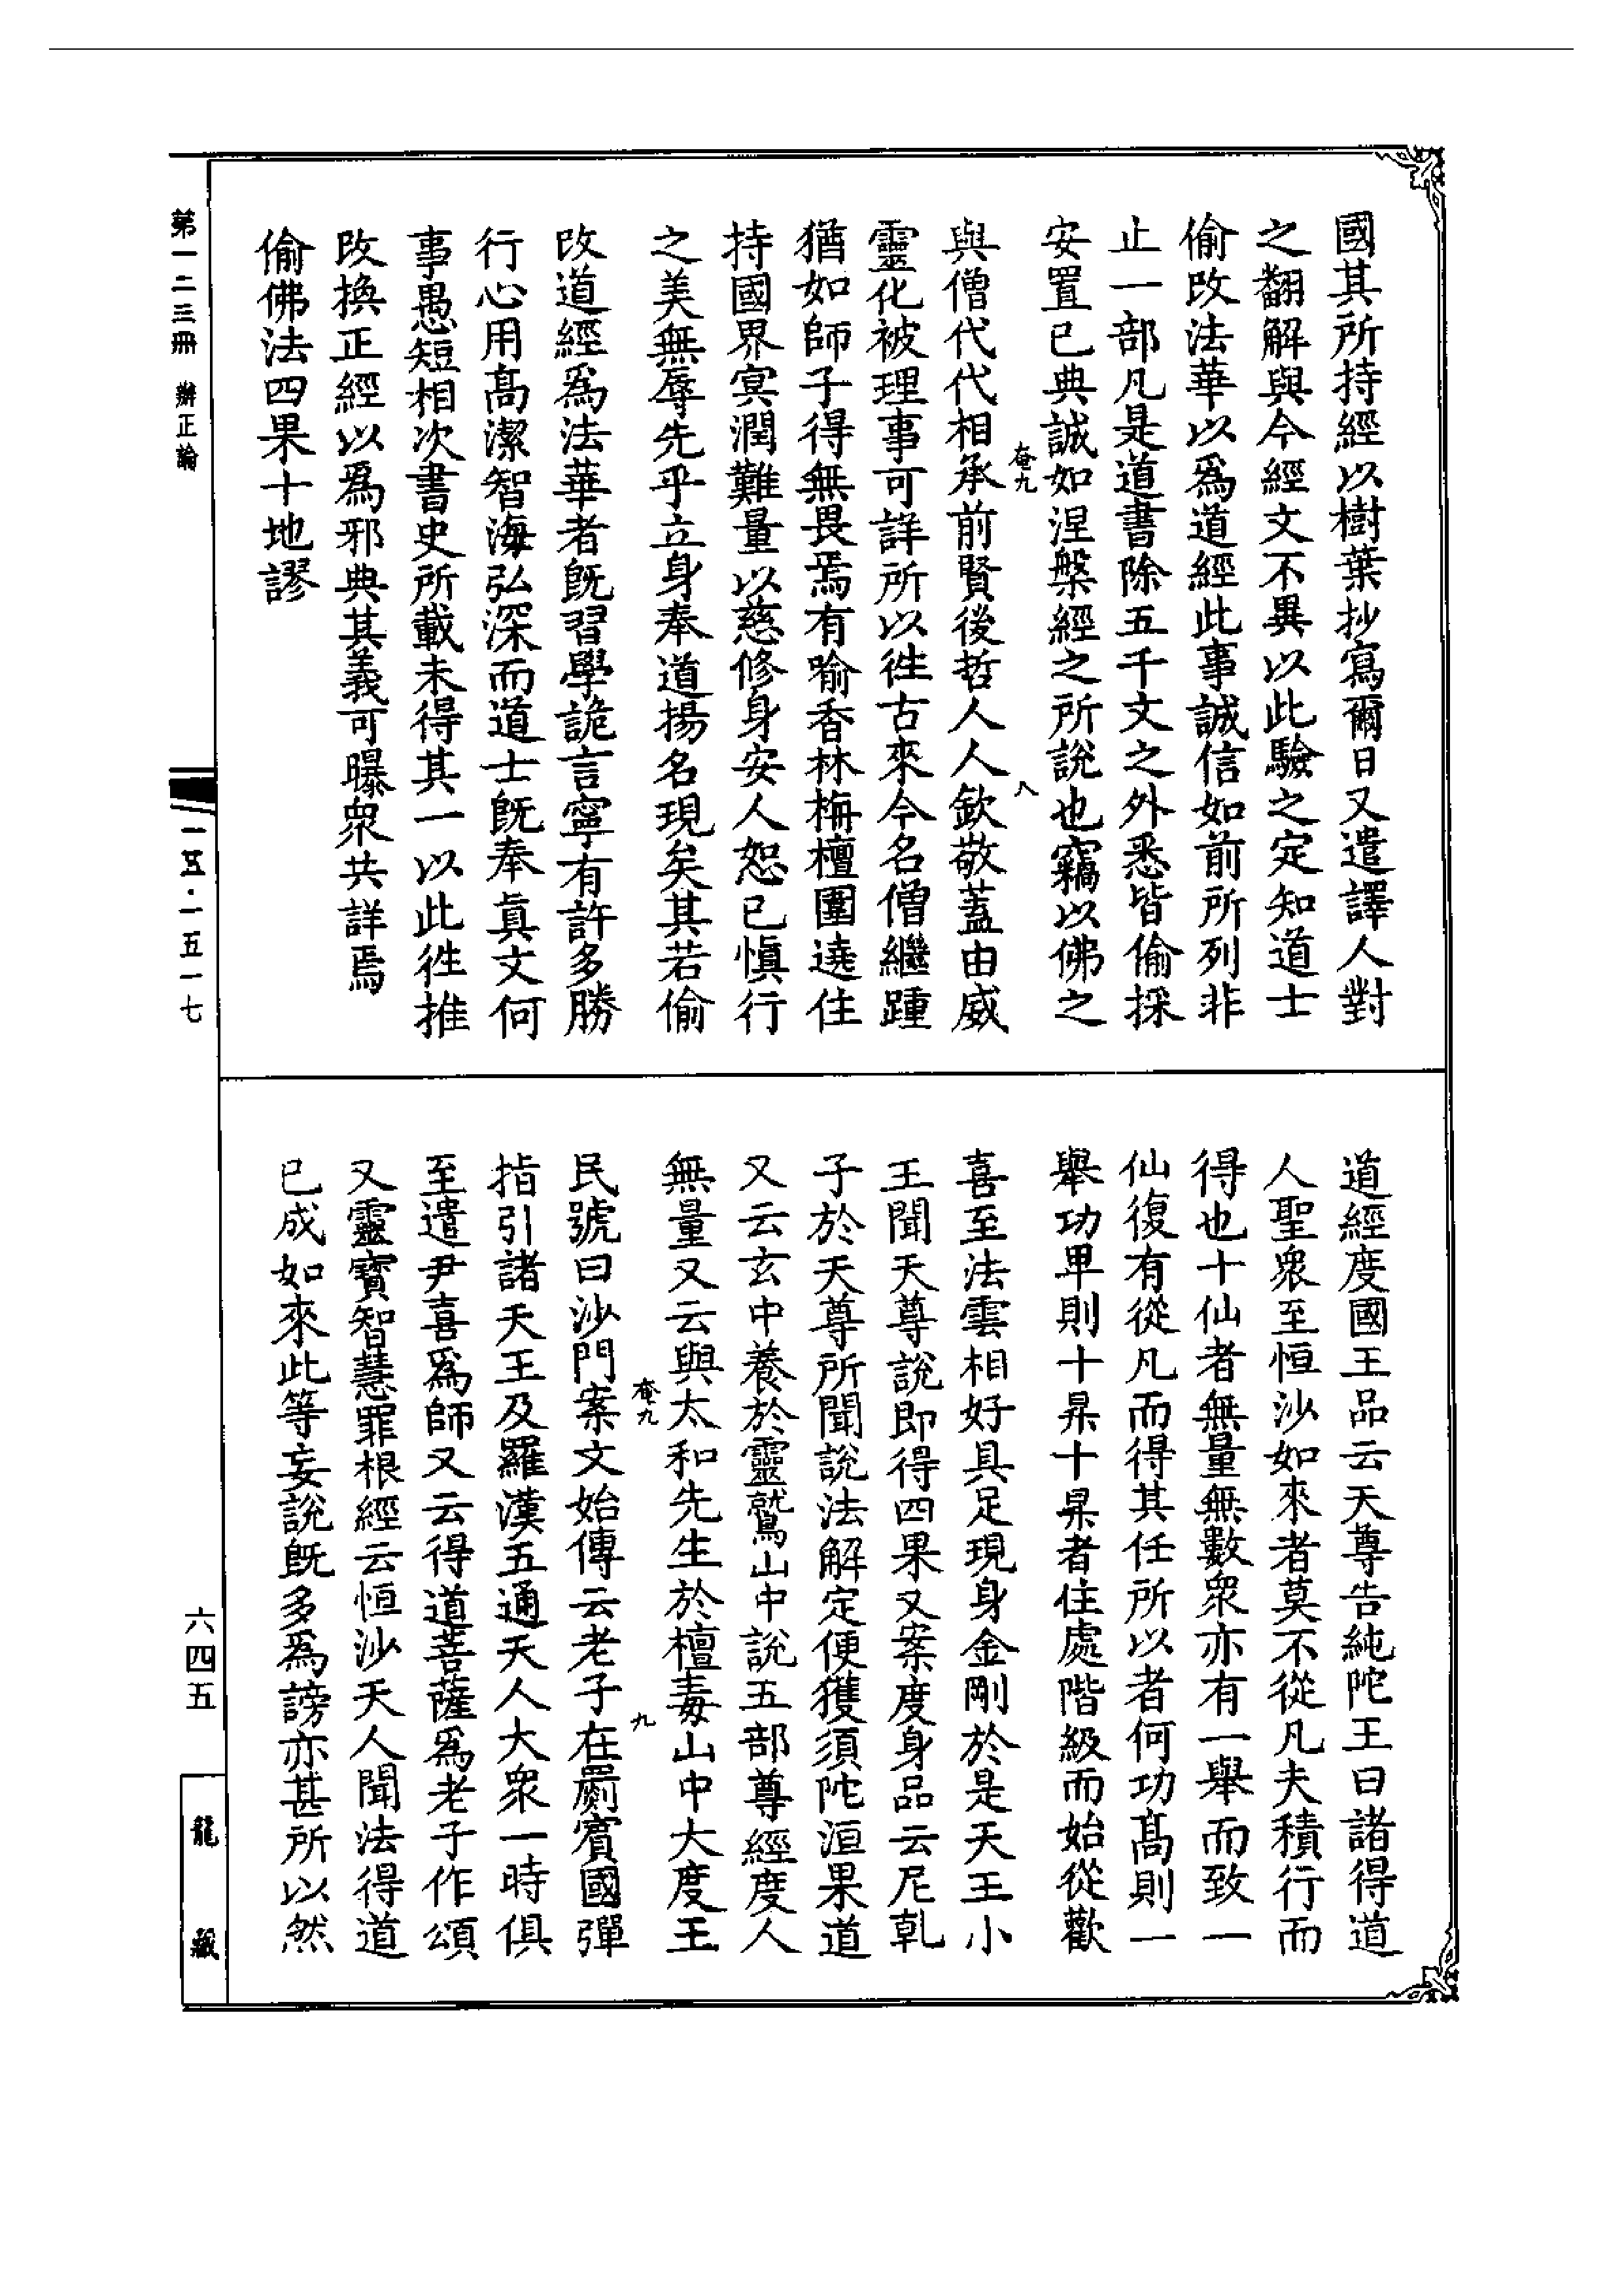 國其所持經以樹葉抄寫爾日又遣譯人對
之翻解與今經文不異以此驗之定知道士
偷改法華以爲道經此事誠信如前所列非
止一部凡是道書除五千文之外悉皆偷採
安置已典誠如涅槃經之所說也竊以佛之
奄九
八
與僧代代相承前賢後哲人人欽敬蓋由威
靈化被理事可詳所以徃古來今名僧繼踵
猶如師子得無畏焉有喻香林栴檀圍遶住
持國界冥潤難量以慈修身安人恕己愼行
之美無辱先乎立身奉道揚名現矣其若偷
改道經爲法華者旣習學詭言寧有許多勝
行心用高潔智海弘深而道士旣奉眞文何
事愚短相次書史所載未得其一以此徃推
改換正經以爲邪典其義可曝衆共詳焉
偷佛法四果十地謬
道經度國王品云天尊告純陀王曰諸得道
人聖衆至恒沙如來者莫不從凡夫積行而
得也十仙者無量無數衆亦有一舉而致一
仙復有從凡而得其任所以者何功高則一
舉功卑則十昇十昇者住處階級而始從歡
喜至法雲相好具足現身金剛於是天王小
王聞天尊說即得四果又案度身品云尼乹
子於天尊所聞說法解定便獲須陀洹果道
又云玄中養於靈鷲山中說五部尊經度人
無量又云與太和先生於檀毒山中大度王
奄九
九
民號曰沙門案文始傳云老子在罽賓國彈
指引諸天王及羅漢五通天人大衆一時俱
至遣尹喜爲師又云得道菩薩爲老子作頌
又靈寶智慧罪根經云恒沙天人聞法得道
已成如來此等妄說旣多爲謗亦甚所以然
第一二三冊 辯正論
一五·一五一七
六四五
龍藏